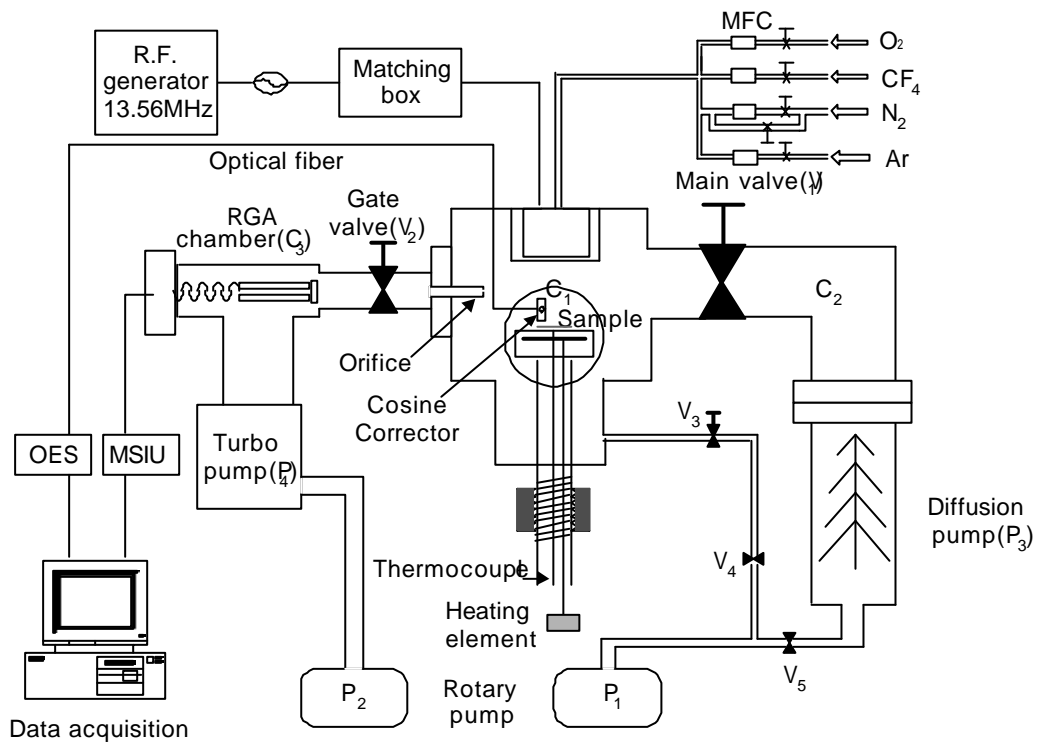 MFC
O2
R.F.
generator
13.56MHz
Matching
box
CF4
N2
Ar
Optical fiber
Main valve(V1)
Gate
valve(V2)
RGA
chamber(C3)
C1
C2
Sample
Orifice
Cosine
Corrector
V3
OES
MSIU
Turbo
pump(P4)
Diffusion
pump(P3)
V4
Thermocouple
Heating
element
V5
P2
Rotary
pump
P1
Data acquisition